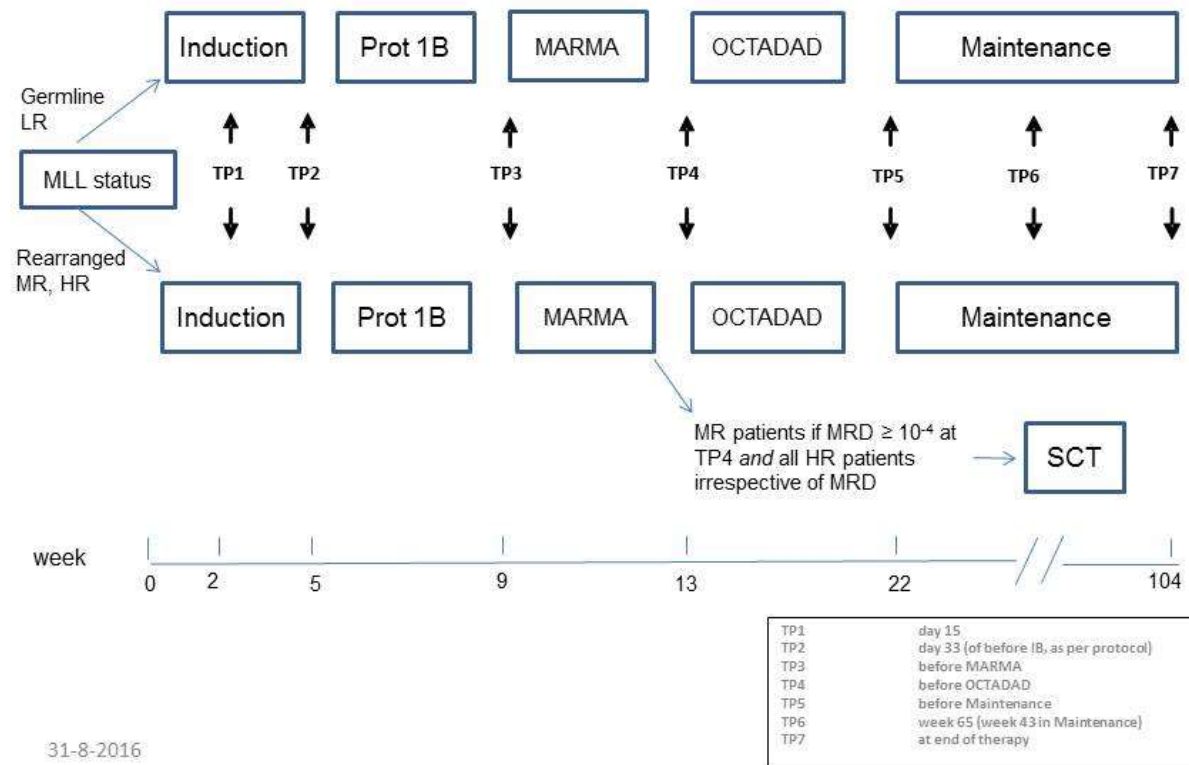 Induction
Prot 1B
MARMA
OCTADAD
Maintenance
Germline
LR
MLL status
TP1
TP2
TP3
TP4
TP5
TP6
TP7
Rearranged
MR, HR
Induction
Prot 1B
MARMA
OCTADAD
Maintenance
MR patients if MRD ≥ 10⁻⁴ at
TP4 and all HR patients
irrespective of MRD
SCT
week
0 2 5 9 13 22 104
TP1 day 15
TP2 day 33 (of before IB, as per protocol)
TP3 before MARMA
TP4 before OCTADAD
TP5 before Maintenance
TP6 week 65 (week 43 in Maintenance)
TP7 at end of therapy
31-8-2016